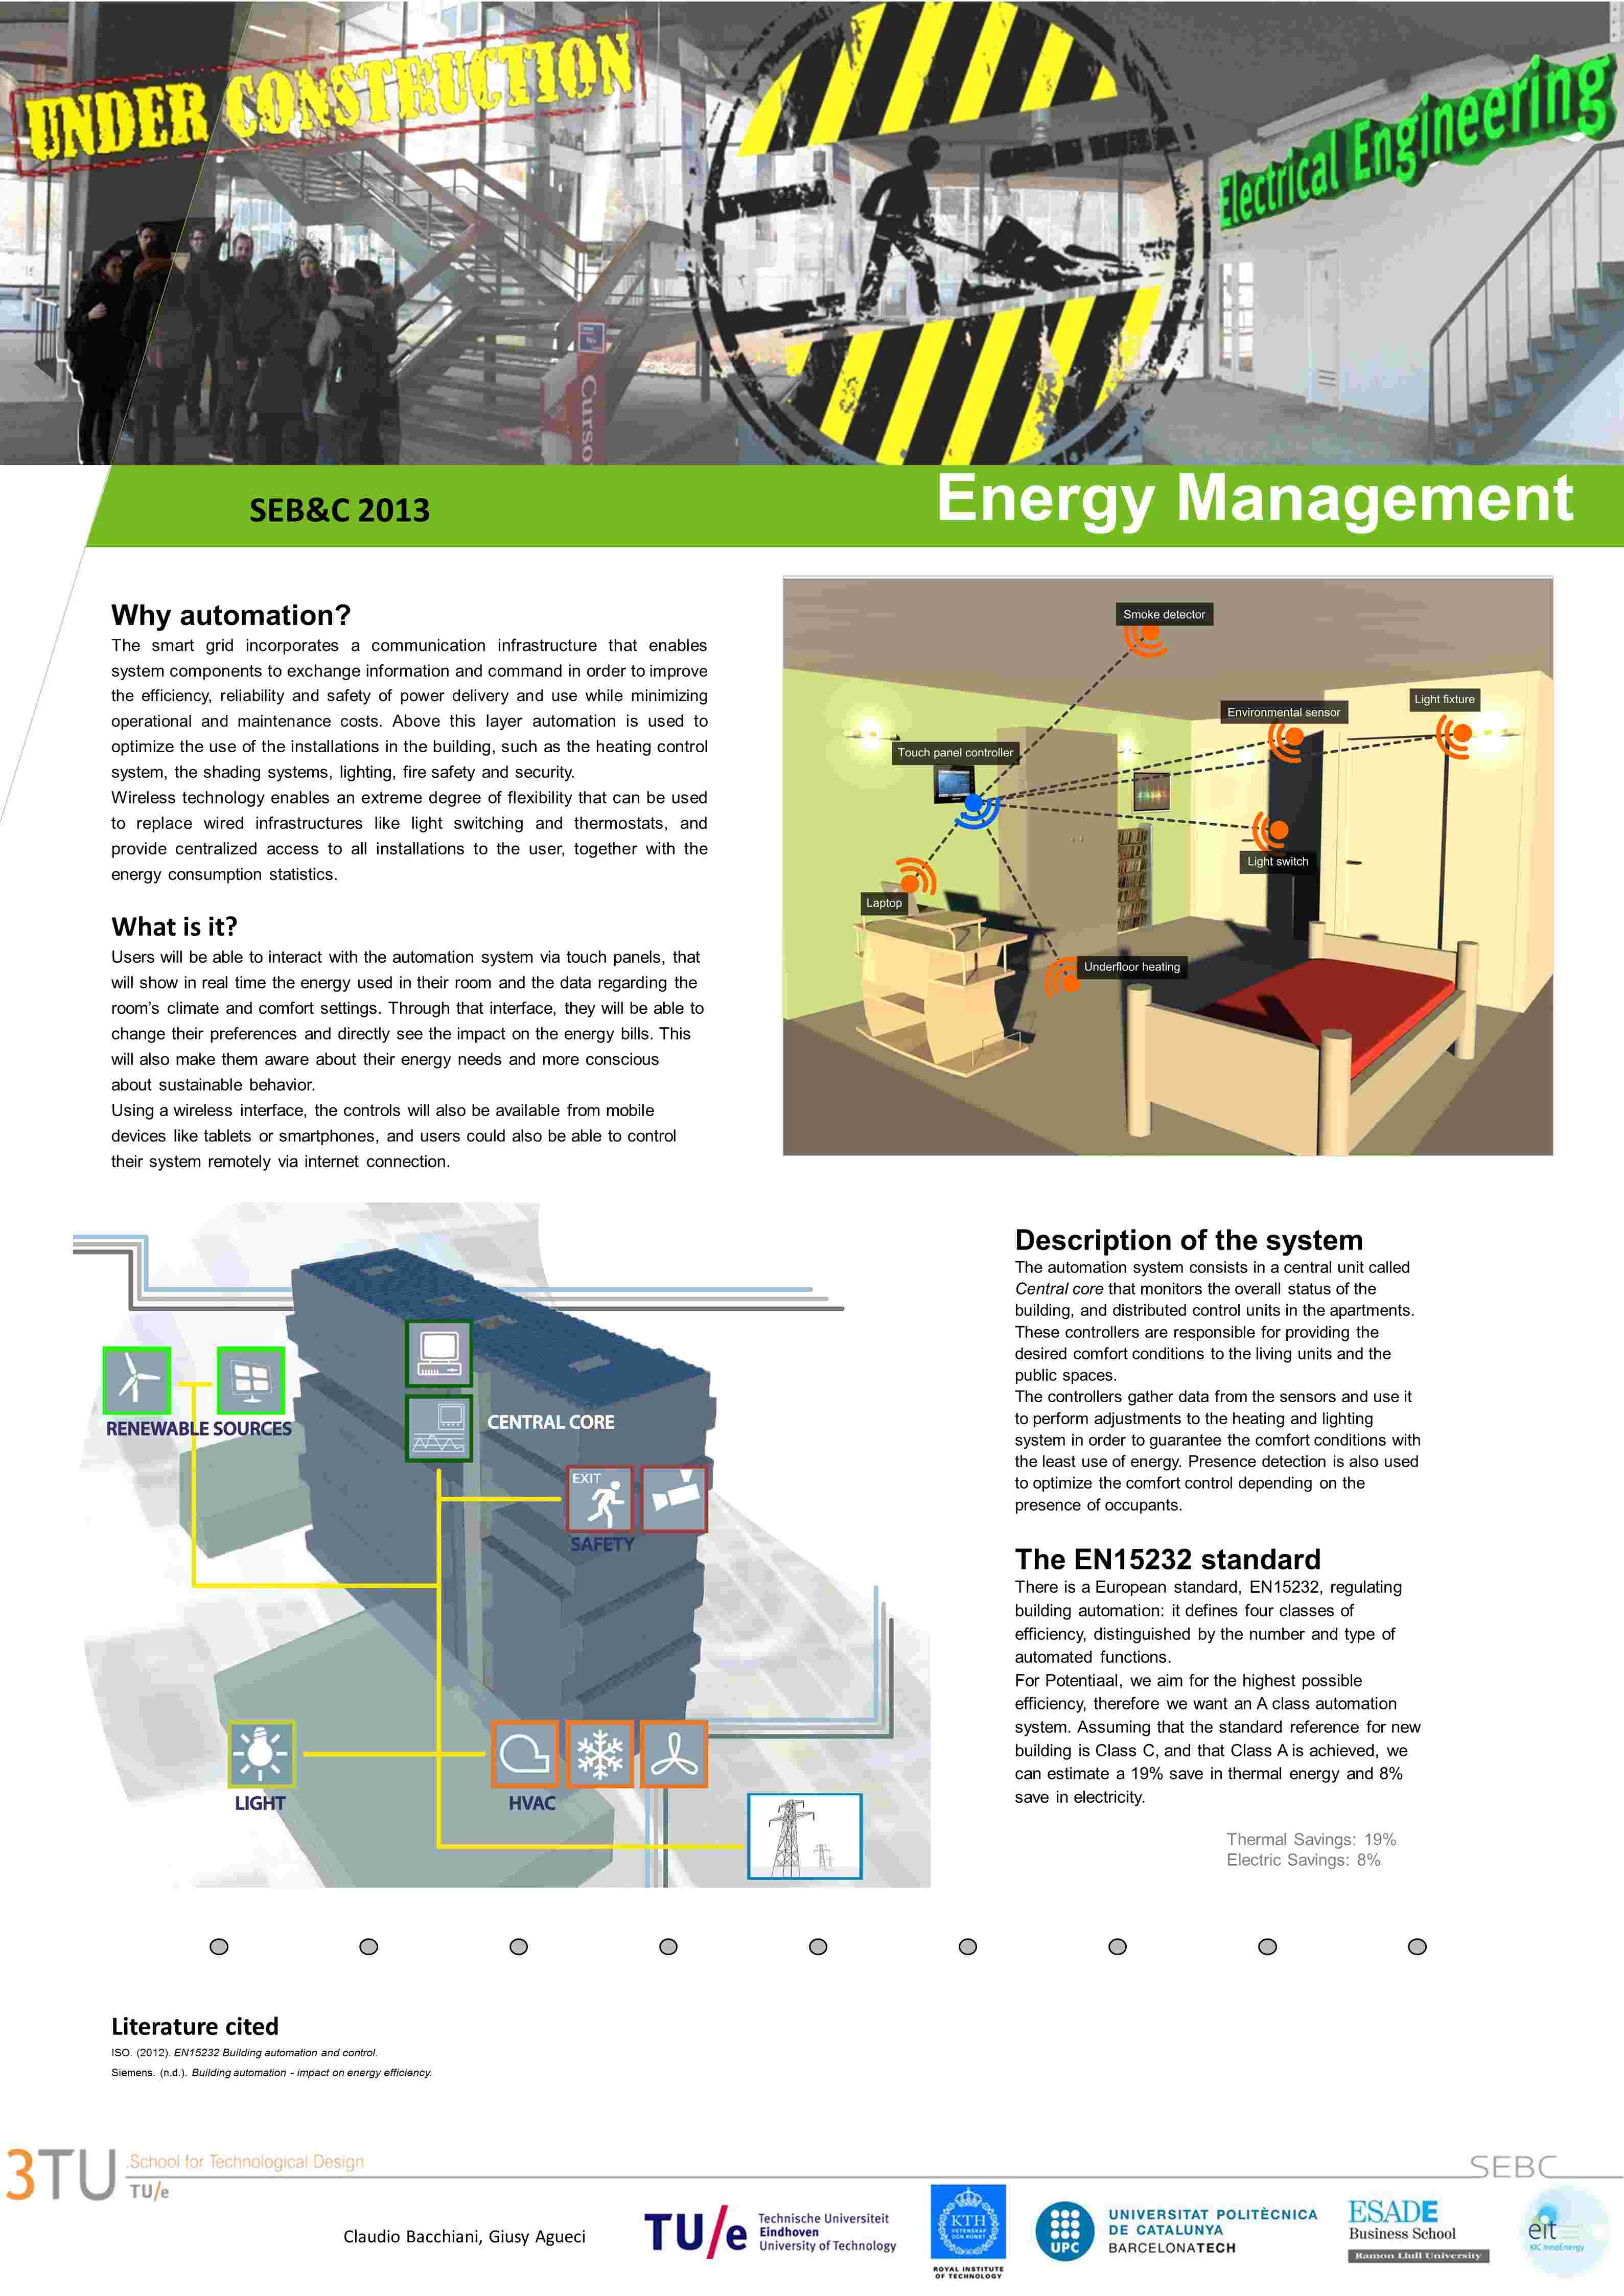 UNDER CONSTRUCTION
Electrical Engineering
Curso
SEB&C 2013
Energy Management
Why automation?
The smart grid incorporates a communication infrastructure that enables
system components to exchange information and command in order to improve
the efficiency, reliability and safety of power delivery and use while minimizing
operational and maintenance costs. Above this layer automation is used to
optimize the use of the installations in the building, such as the heating control
system, the shading systems, lighting, fire safety and security.
Wireless technology enables an extreme degree of flexibility that can be used
to replace wired infrastructures like light switching and thermostats, and
provide centralized access to all installations to the user, together with the
energy consumption statistics.
What is it?
Users will be able to interact with the automation system via touch panels, that
will show in real time the energy used in their room and the data regarding the
room's climate and comfort settings. Through that interface, they will be able to
change their preferences and directly see the impact on the energy bills. This
will also make them aware about their energy needs and more conscious
about sustainable behavior.
Using a wireless interface, the controls will also be available from mobile
devices like tablets or smartphones, and users could also be able to control
their system remotely via internet connection.
Smoke detector
Light fixture
Environmental sensor
Touch panel controller
Light switch
Laptop
Underfloor heating
RENEWABLE SOURCES
CENTRAL CORE
EXIT
SAFETY
LIGHT
HVAC
Description of the system
The automation system consists in a central unit called
Central core that monitors the overall status of the
building, and distributed control units in the apartments.
These controllers are responsible for providing the
desired comfort conditions to the living units and the
public spaces.
The controllers gather data from the sensors and use it
to perform adjustments to the heating and lighting
system in order to guarantee the comfort conditions with
the least use of energy. Presence detection is also used
to optimize the comfort control depending on the
presence of occupants.
The EN15232 standard
There is a European standard, EN15232, regulating
building automation: it defines four classes of
efficiency, distinguished by the number and type of
automated functions.
For Potentiaal, we aim for the highest possible
efficiency, therefore we want an A class automation
system. Assuming that the standard reference for new
building is Class C, and that Class A is achieved, we
can estimate a 19% save in thermal energy and 8%
save in electricity.
Thermal Savings: 19%
Electric Savings: 8%
Literature cited
ISO. (2012). EN15232 Building automation and control.
Siemens. (n.d.). Building automation - impact on energy efficiency.
3TU .School for Technological Design
TU/e
SEBC
Claudio Bacchiani, Giusy Agueci
TU/e
Technische Universiteit
Eindhoven
University of Technology
KTH
VETENSKAP
OCH KONST
ROYAL INSTITUTE
OF TECHNOLOGY
UPC
UNIVERSITAT POLITÈCNICA
DE CATALUNYA
BARCELONATECH
ESADE
Business School
Ramon Llull University
eit
KIC InnoEnergy